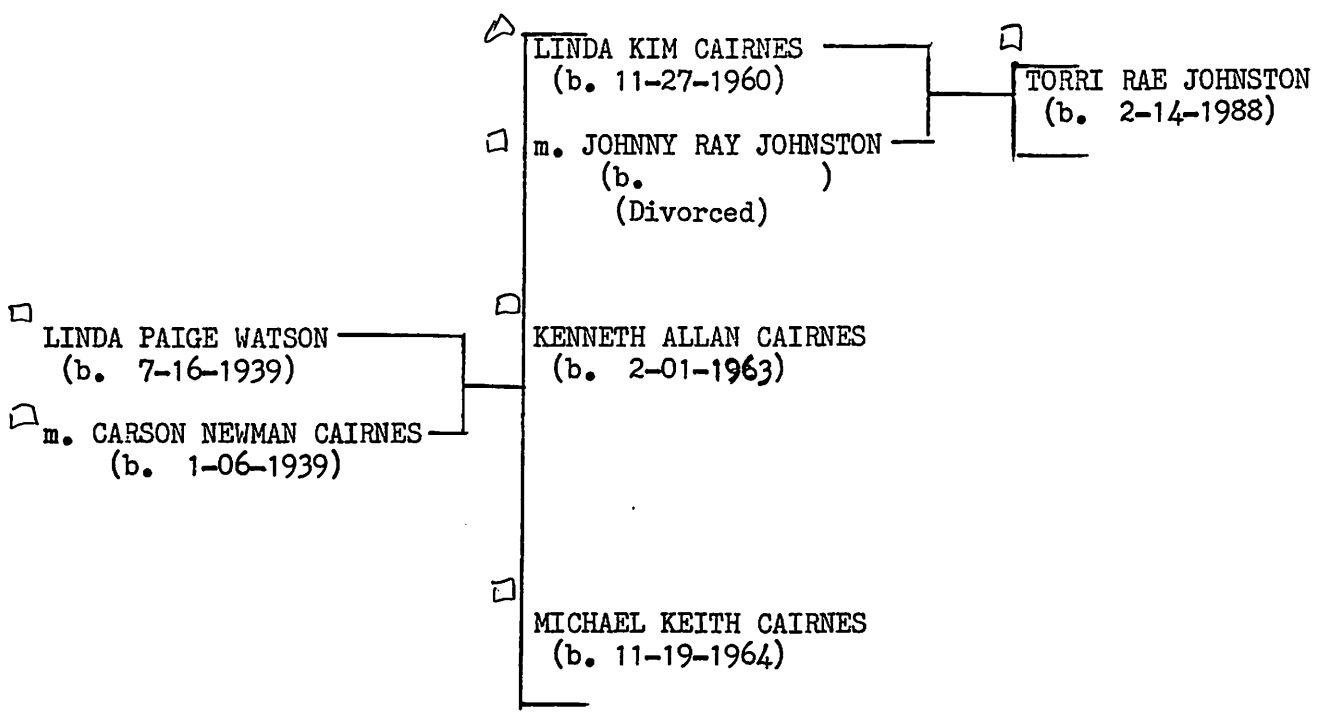 LINDA KIM CAIRNES
(b. 11-27-1960)
m. JOHNNY RAY JOHNSTON
(b. )
(Divorced)
TORRI RAE JOHNSTON
(b. 2-14-1988)
LINDA PAIGE WATSON
(b. 7-16-1939)
m. CARSON NEWMAN CAIRNES
(b. 1-06-1939)
KENNETH ALLAN CAIRNES
(b. 2-01-1963)
MICHAEL KEITH CAIRNES
(b. 11-19-1964)